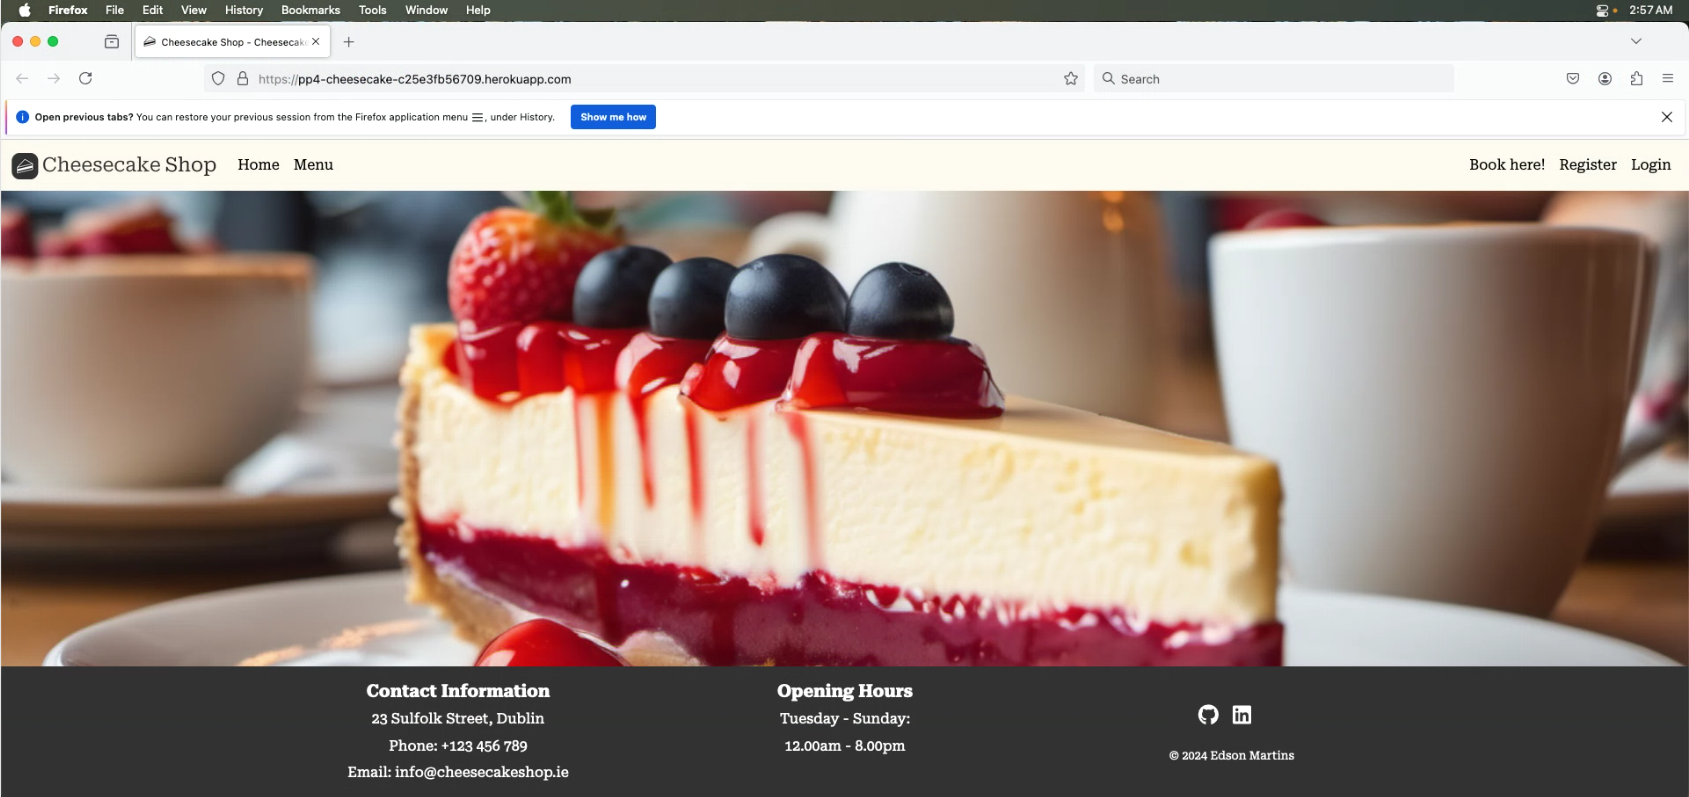 Firefox File Edit View History Bookmarks Tools Window Help 2:57 AM
Cheesecake Shop - Cheesecake
https://pp4-cheesecake-c25e3fb56709.herokuapp.com Search
Open previous tabs? You can restore your previous session from the Firefox application menu ☰, under History. Show me how
Cheesecake Shop Home Menu Book here! Register Login
Contact Information
23 Sulfolk Street, Dublin
Phone: +123 456 789
Email: info@cheesecakeshop.ie
Opening Hours
Tuesday - Sunday:
12.00am - 8.00pm
© 2024 Edson Martins